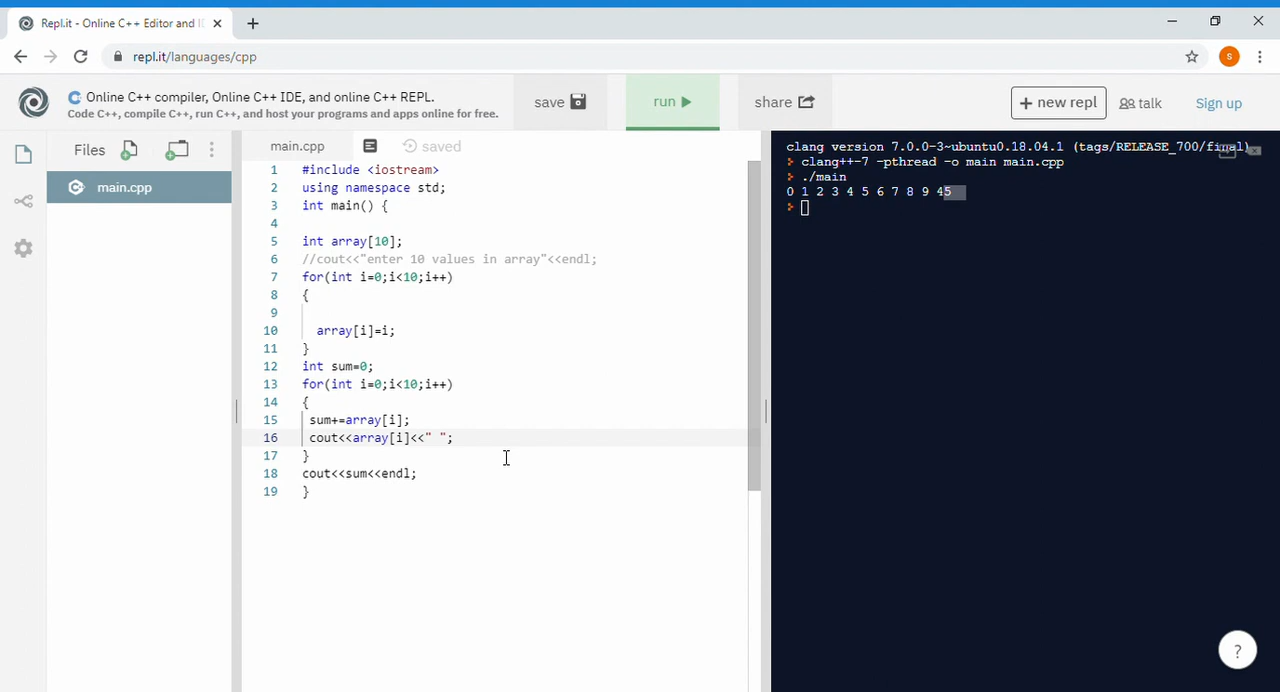 Repl.it - Online C++ Editor and I
repl.it/languages/cpp
S
Online C++ compiler, Online C++ IDE, and online C++ REPL.
Code C++, compile C++, run C++, and host your programs and apps online for free.
save
run
share
+ new repl
talk
Sign up
Files
main.cpp
main.cpp
saved
1 #include <iostream>
2 using namespace std;
3 int main() {
4
5 int array[10];
6 //cout<<"enter 10 values in array"<<endl;
7 for(int i=0;i<10;i++)
8 {
9
10 array[i]=i;
11 }
12 int sum=0;
13 for(int i=0;i<10;i++)
14 {
15 sum+=array[i];
16 cout<<array[i]<<" ";
17 }
18 cout<<sum<<endl;
19 }
clang version 7.0.0-3~ubuntu0.18.04.1 (tags/RELEASE_700/final)
> clang++-7 -pthread -o main main.cpp
> ./main
0 1 2 3 4 5 6 7 8 9 45
>
?